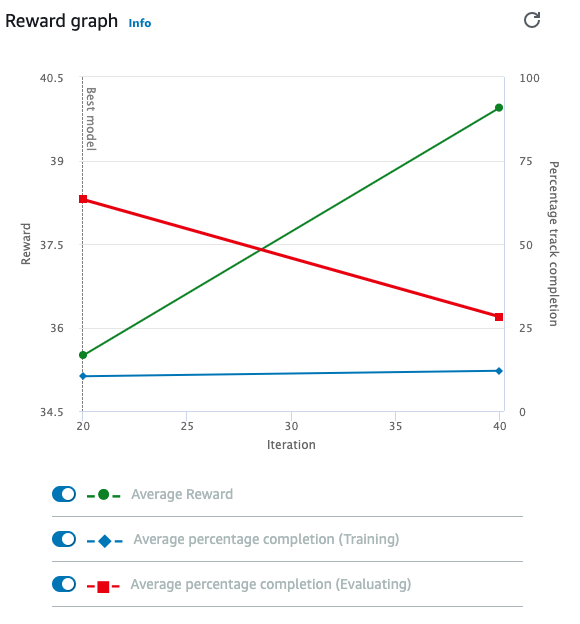 Reward graph Info
40.5
39
37.5
36
34.5
Reward
Best model
100
75
50
25
0
Percentage track completion
20 25 30 35 40
Iteration
Average Reward
Average percentage completion (Training)
Average percentage completion (Evaluating)